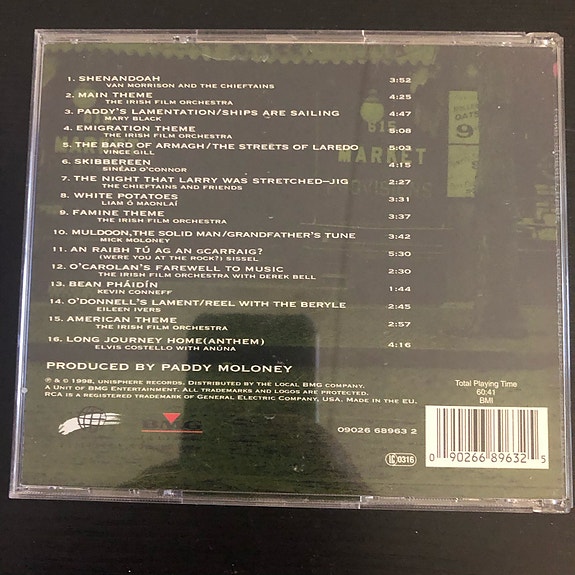 1. SHENANDOAH 3:52
VAN MORRISON AND THE CHIEFTAINS
2. MAIN THEME 4:25
THE IRISH FILM ORCHESTRA
3. PADDY'S LAMENTATION/SHIPS ARE SAILING 4:47
MARY BLACK
4. EMIGRATION THEME 5:08
THE IRISH FILM ORCHESTRA
5. THE BARD OF ARMAGH/THE STREETS OF LAREDO 5:03
VINCE GILL
6. SKIBBEREEN 4:15
SINÉAD O'CONNOR
7. THE NIGHT THAT LARRY WAS STRETCHED–JIG 2:27
THE CHIEFTAINS AND FRIENDS
8. WHITE POTATOES 3:31
LIAM Ó MAONLAÍ
9. FAMINE THEME 3:37
THE IRISH FILM ORCHESTRA
10. MULDOON,THE SOLID MAN/GRANDFATHER'S TUNE 3:42
MICK MOLONEY
11. AN RAIBH TÚ AG AN GCARRAIG? 5:30
(WERE YOU AT THE ROCK?) SISSEL
12. O'CAROLAN'S FAREWELL TO MUSIC 2:30
THE IRISH FILM ORCHESTRA WITH DEREK BELL
13. BEAN PHÁIDÍN 1:44
KEVIN CONNEFF
14. O'DONNELL'S LAMENT/REEL WITH THE BERYLE 2:45
EILEEN IVERS
15. AMERICAN THEME 2:57
THE IRISH FILM ORCHESTRA
16. LONG JOURNEY HOME(ANTHEM) 4:16
ELVIS COSTELLO WITH ANÚNA
PRODUCED BY PADDY MOLONEY
℗ & © 1998, UNISPHERE RECORDS. DISTRIBUTED BY THE LOCAL BMG COMPANY.
A UNIT OF BMG ENTERTAINMENT. ALL TRADEMARKS AND LOGOS ARE PROTECTED.
RCA IS A REGISTERED TRADEMARK OF GENERAL ELECTRIC COMPANY, USA. MADE IN THE EU.
Total Playing Time
60:41
BMI
BMG
09026 68963 2
LC 0316
0 90266 89632 5
BIG
MARKET
OATS
9